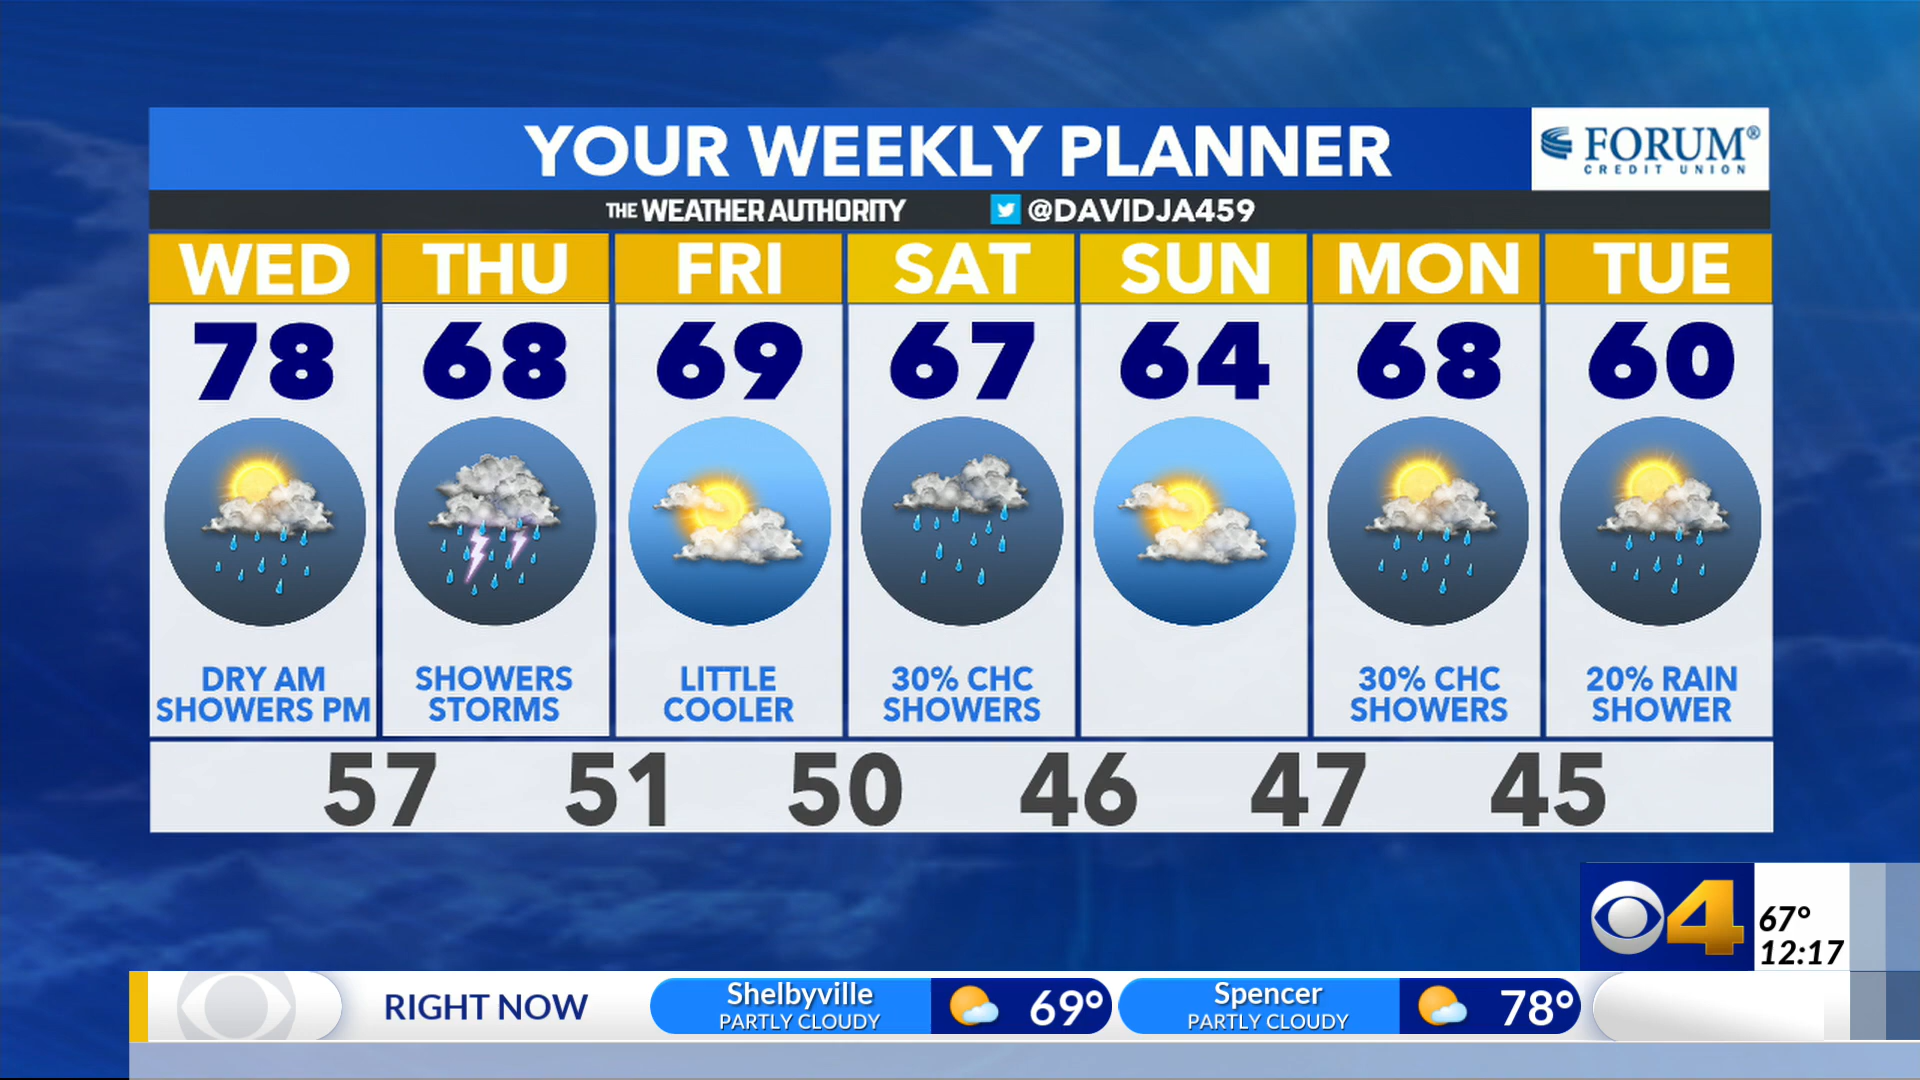 YOUR WEEKLY PLANNER
FORUM®
CREDIT UNION
THE WEATHER AUTHORITY @DAVIDJA459
WED THU FRI SAT SUN MON TUE
78 68 69 67 64 68 60
DRY AM
SHOWERS PM
SHOWERS
STORMS
LITTLE
COOLER
30% CHC
SHOWERS
30% CHC
SHOWERS
20% RAIN
SHOWER
57 51 50 46 47 45
4
67°
12:17
RIGHT NOW
Shelbyville
PARTLY CLOUDY
69°
Spencer
PARTLY CLOUDY
78°